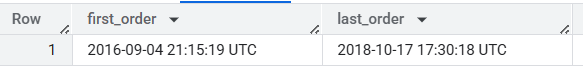 Row first_order last_order
1 2016-09-04 21:15:19 UTC 2018-10-17 17:30:18 UTC